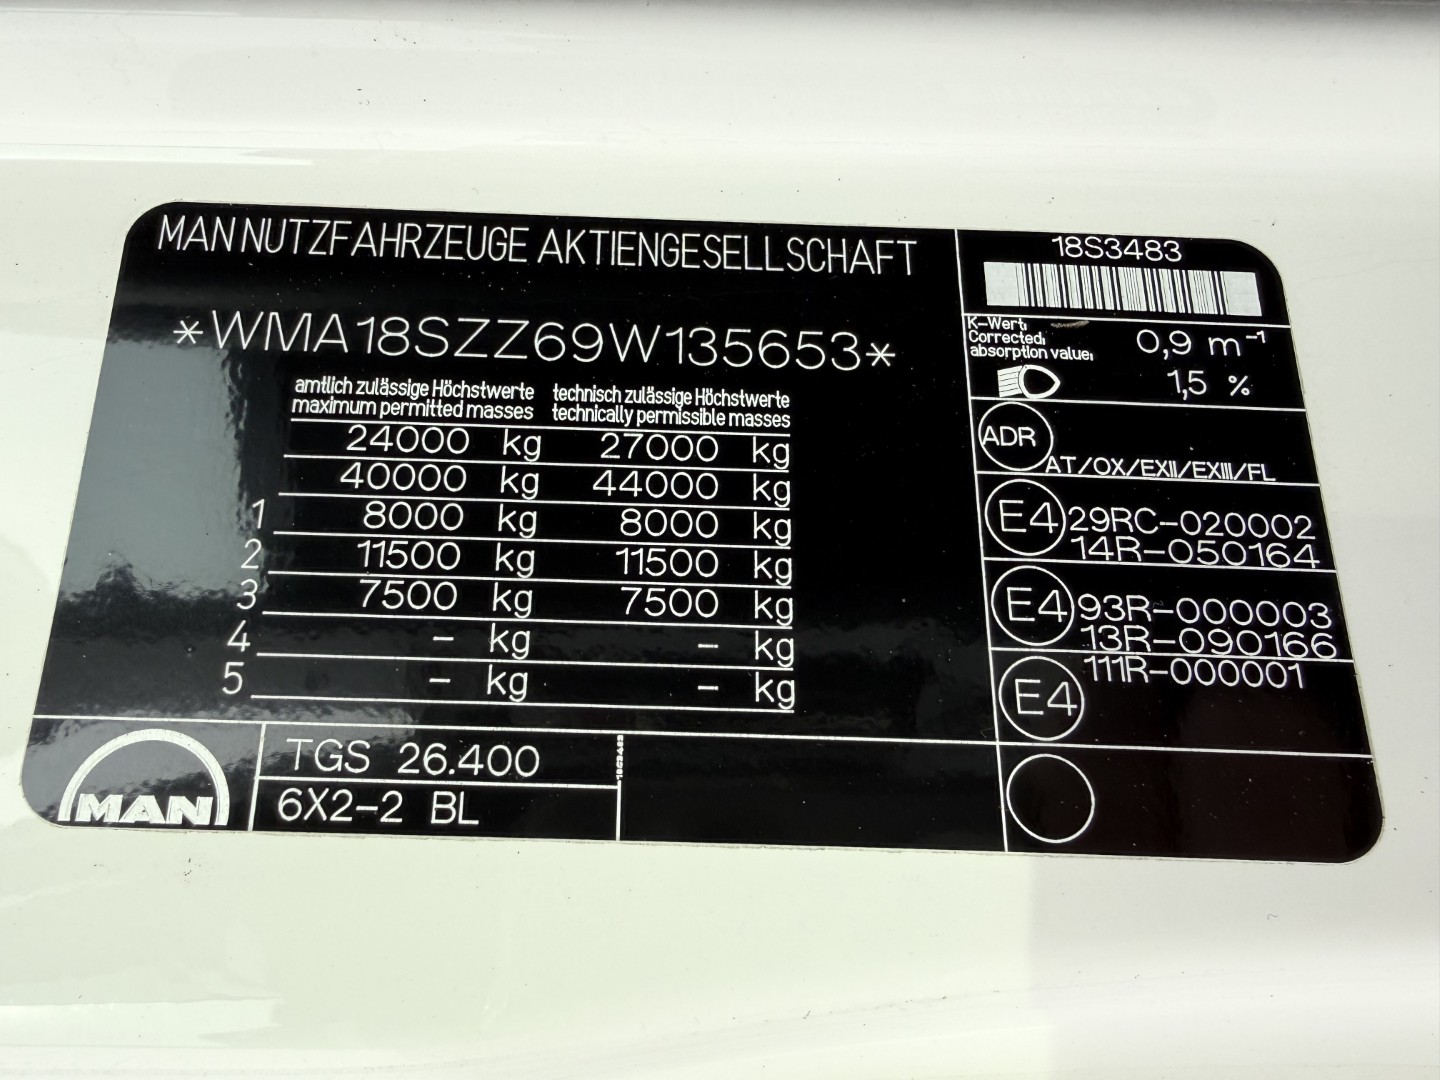 MAN NUTZFAHRZEUGE AKTIENGESELLSCHAFT
*WMA18SZZ69W135653*
amtlich zulässige Höchstwerte technisch zulässige Höchstwerte
maximum permitted masses technically permissible masses
24000 kg 27000 kg
40000 kg 44000 kg
1 8000 kg 8000 kg
2 11500 kg 11500 kg
3 7500 kg 7500 kg
4 - kg - kg
5 - kg - kg
MAN
TGS 26.400
6X2-2 BL
18S3483
K-Wert:
Corrected:
absorption value:
0,9 m⁻¹
1,5 %
ADR
AT/OX/EXII/EXIII/FL
E4 29RC-020002
14R-050164
E4 93R-000003
13R-090166
E4 111R-000001